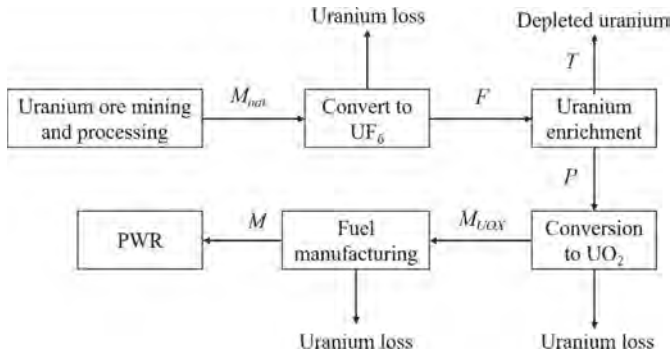 Uranium loss
Depleted uranium
T
Uranium ore mining
and processing
M_nat
Convert to
UF₆
F
Uranium
enrichment
P
PWR
M
Fuel
manufacturing
M_UOX
Conversion
to UO₂
Uranium loss
Uranium loss